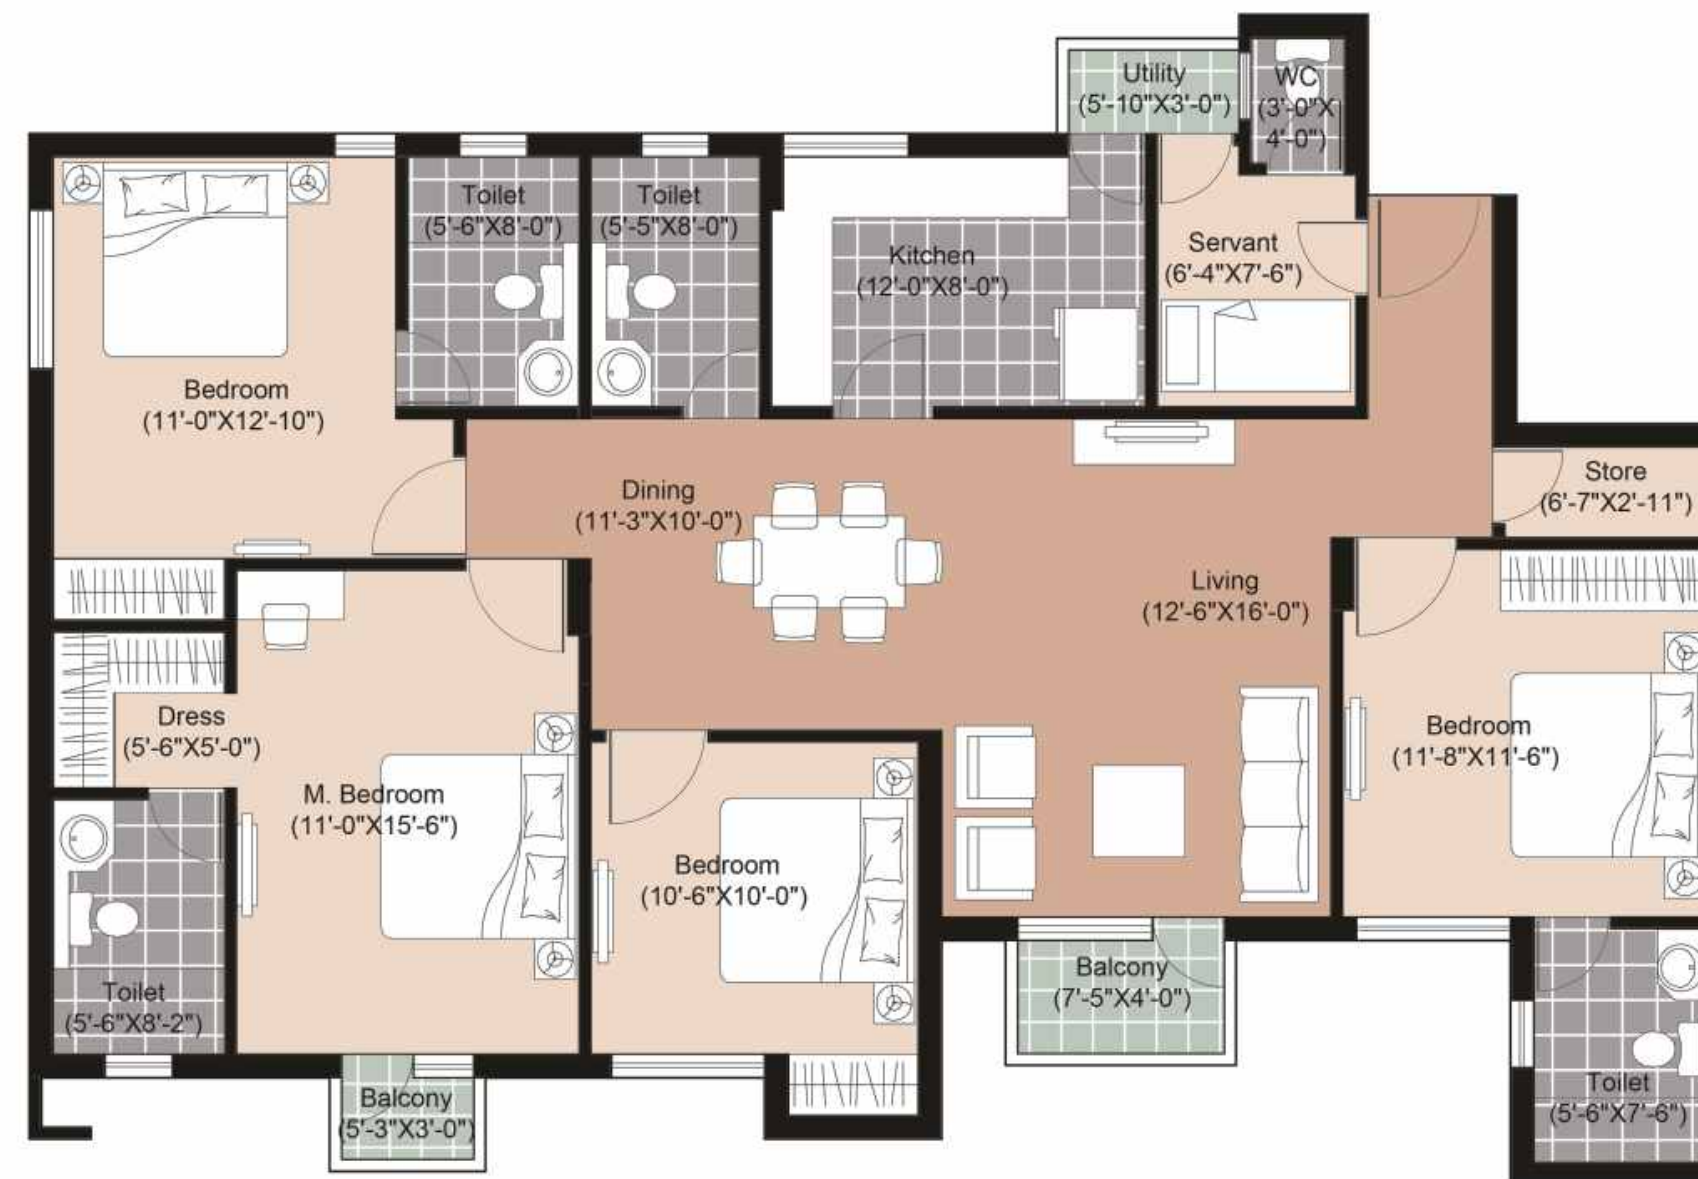 Utility
(5'-10"X3'-0")
WC
(3'-0"X
4'-0")
Toilet
(5'-6"X8'-0")
Toilet
(5'-5"X8'-0")
Kitchen
(12'-0"X8'-0")
Servant
(6'-4"X7'-6")
Bedroom
(11'-0"X12'-10")
Dining
(11'-3"X10'-0")
Store
(6'-7"X2'-11")
Living
(12'-6"X16'-0")
Dress
(5'-6"X5'-0")
M. Bedroom
(11'-0"X15'-6")
Bedroom
(11'-8"X11'-6")
Bedroom
(10'-6"X10'-0")
Toilet
(5'-6"X8'-2")
Balcony
(7'-5"X4'-0")
Balcony
(5'-3"X3'-0")
Toilet
(5'-6"X7'-6")